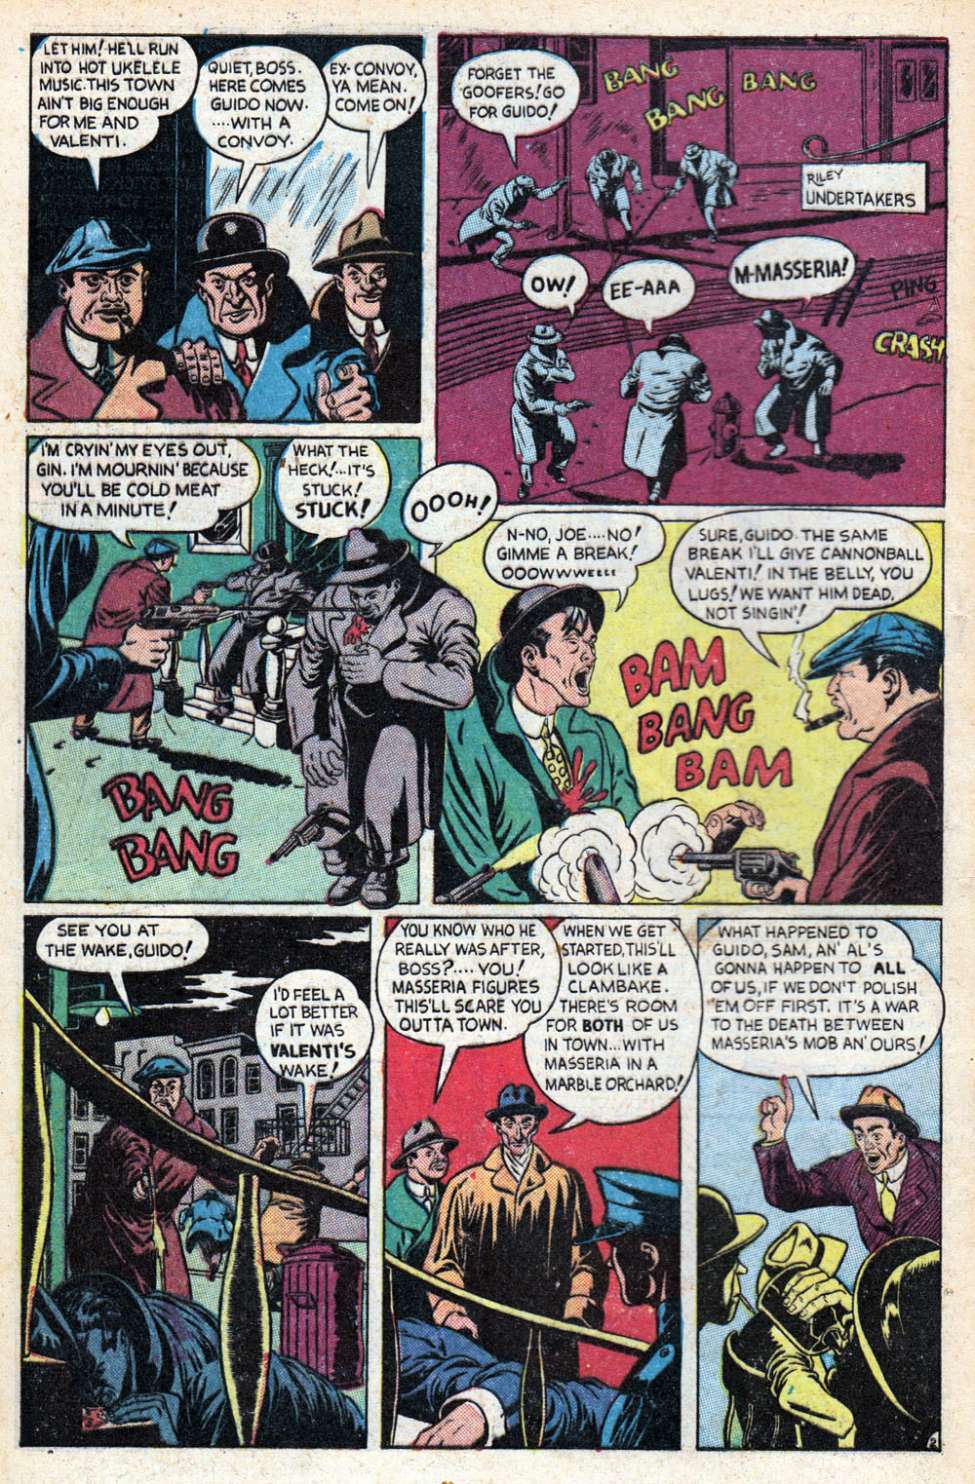 LET HIM! HE'LL RUN
INTO HOT UKELELE
MUSIC. THIS TOWN
AIN'T BIG ENOUGH
FOR ME AND
VALENTI.
QUIET, BOSS.
HERE COMES
GUIDO NOW.
....WITH A
CONVOY.
EX-CONVOY,
YA MEAN.
COME ON!
FORGET THE
'GOOFERS! GO
FOR GUIDO!
BANG
BANG
BANG
RILEY
UNDERTAKERS
OW!
EE-AAA
M-MASSERIA!
PING
CRASH
I'M CRYIN' MY EYES OUT,
GIN. I'M MOURNIN' BECAUSE
YOU'LL BE COLD MEAT
IN A MINUTE!
WHAT THE
HECK!...IT'S
STUCK!
STUCK!
OOOH!
BANG
BANG
N-NO, JOE....NO!
GIMME A BREAK!
OOOWWWEEEE
SURE, GUIDO. THE SAME
BREAK I'LL GIVE CANNONBALL
VALENTI! IN THE BELLY, YOU
LUGS! WE WANT HIM DEAD,
NOT SINGIN'!
BAM
BANG
BAM
SEE YOU AT
THE WAKE, GUIDO!
I'D FEEL A
LOT BETTER
IF IT WAS
VALENTI'S
WAKE!
YOU KNOW WHO HE
REALLY WAS AFTER,
BOSS?....YOU!
MASSERIA FIGURES
THIS'LL SCARE YOU
OUTTA TOWN.
WHEN WE GET
STARTED, THIS'LL
LOOK LIKE A
CLAMBAKE.
THERE'S ROOM
FOR BOTH OF US
IN TOWN...WITH
MASSERIA IN A
MARBLE ORCHARD!
WHAT HAPPENED TO
GUIDO, SAM, AN' AL'S
GONNA HAPPEN TO ALL
OF US, IF WE DON'T POLISH
'EM OFF FIRST. IT'S A WAR
TO THE DEATH BETWEEN
MASSERIA'S MOB AN' OURS!
2